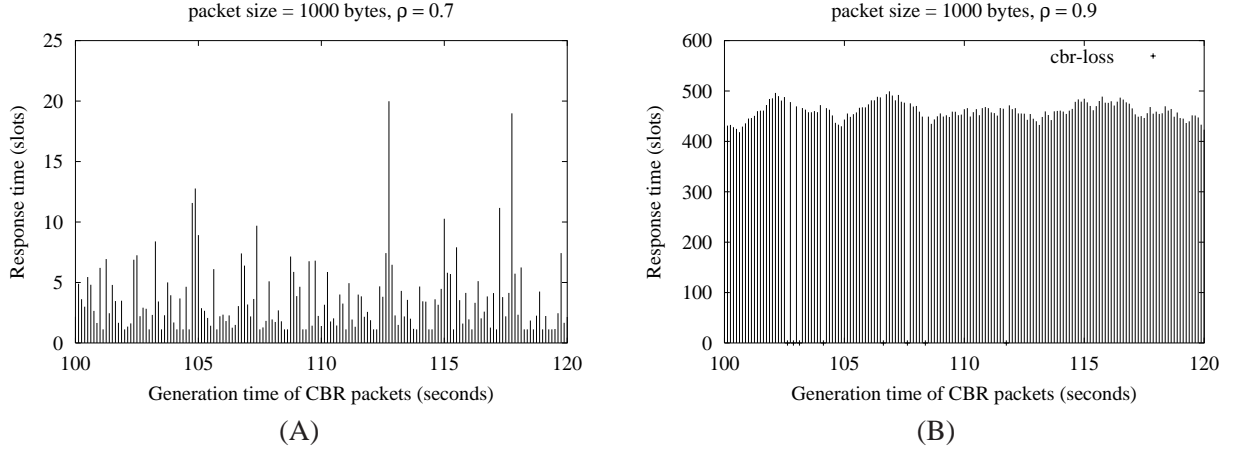 packet size = 1000 bytes, ρ = 0.7
25
20
15
10
5
0
Response time (slots)
100 105 110 115 120
Generation time of CBR packets (seconds)
(A)
packet size = 1000 bytes, ρ = 0.9
cbr-loss
600
500
400
300
200
100
0
Response time (slots)
100 105 110 115 120
Generation time of CBR packets (seconds)
(B)